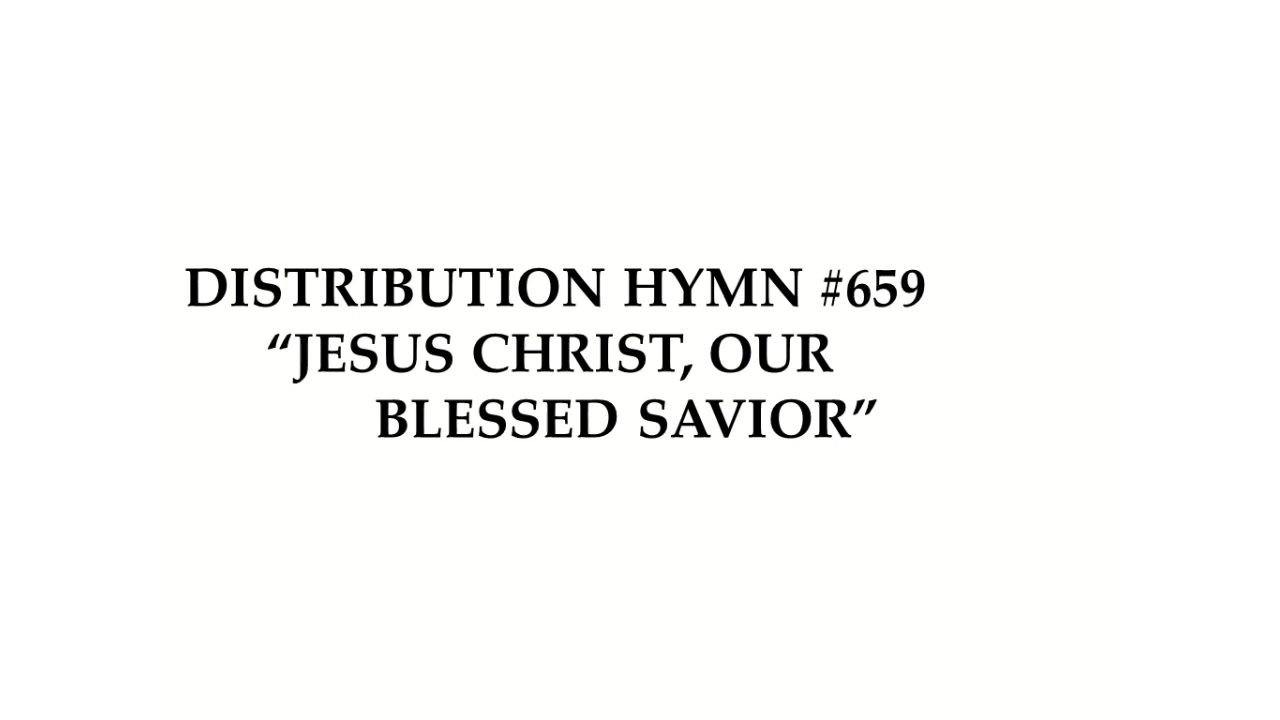 DISTRIBUTION HYMN #659
“JESUS CHRIST, OUR
BLESSED SAVIOR”